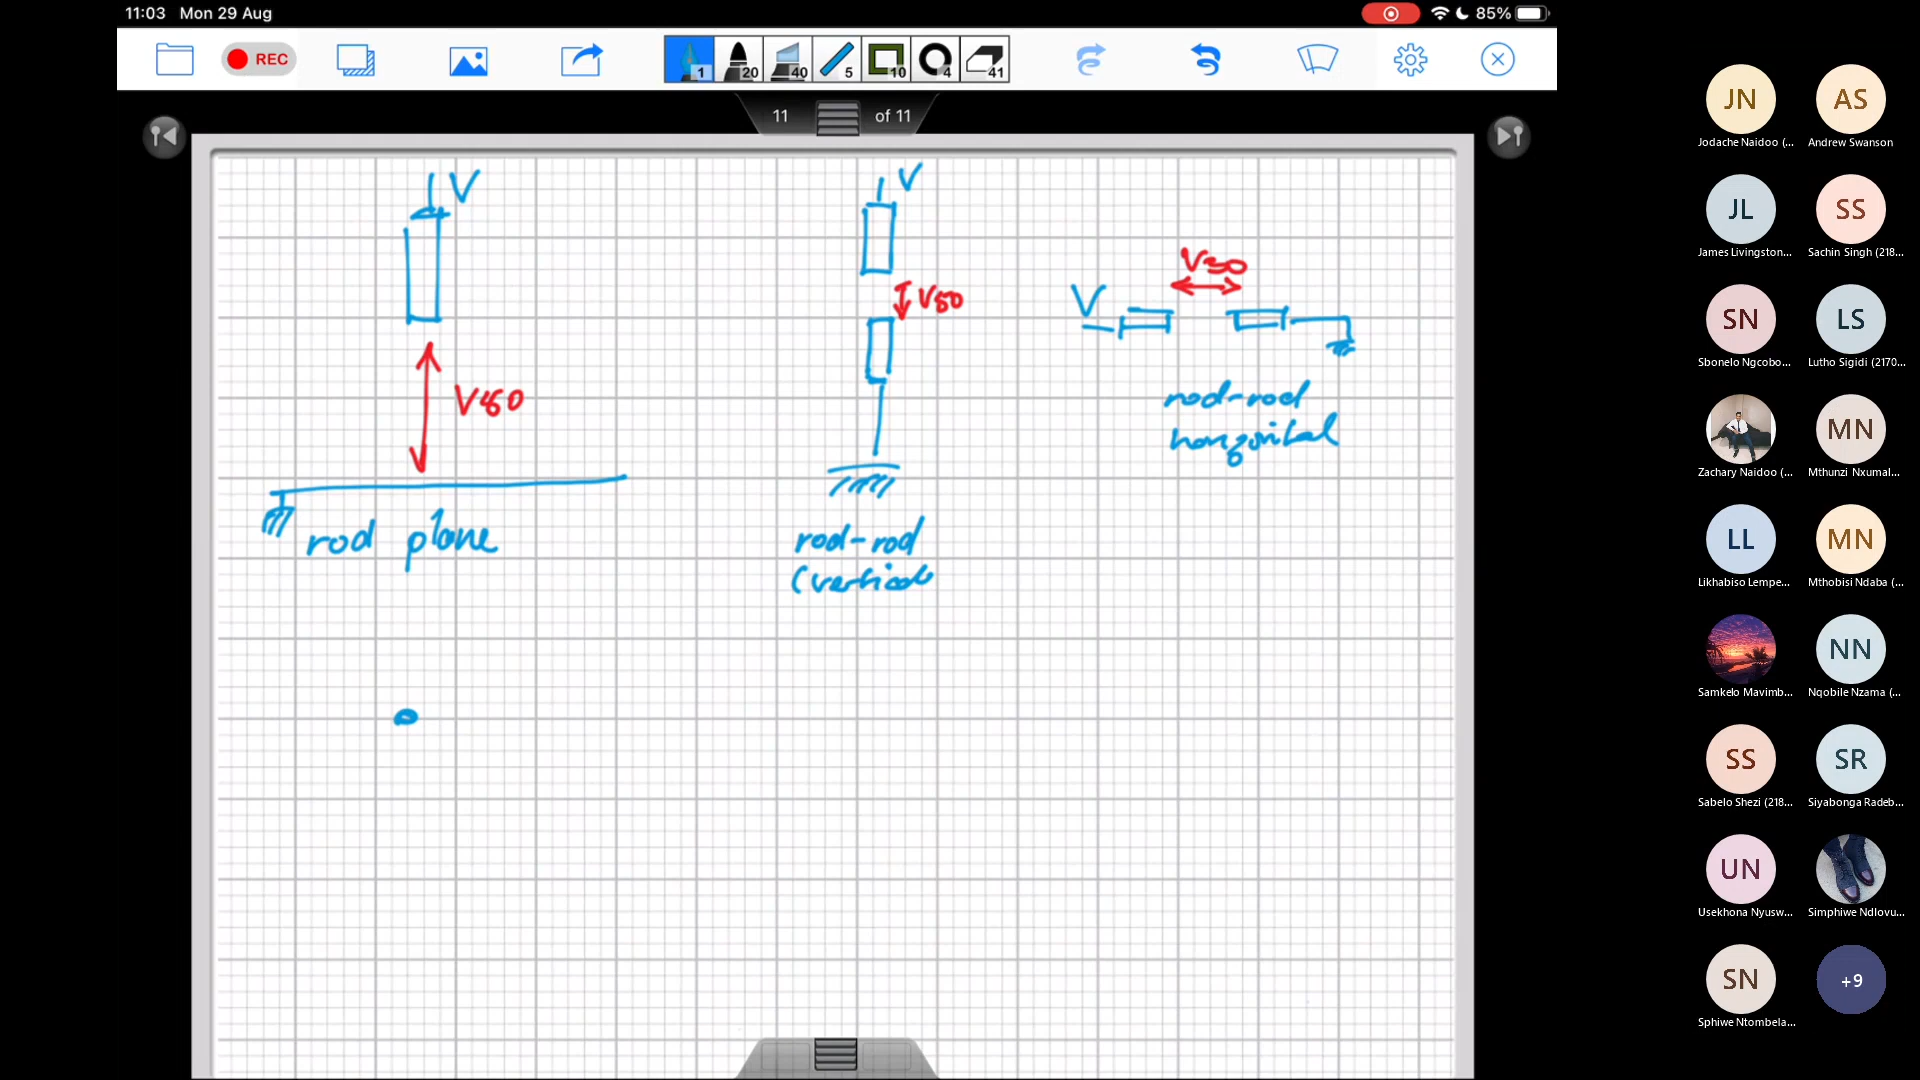 11:03 Mon 29 Aug
85%
REC
1
20
40
5
10
4
41
11 of 11
V
V50
rod plane
V
V50
rod-rod
(vertical
V50
V
rod-rod
horizontal
JN
Jodache Naidoo (...
AS
Andrew Swanson
JL
James Livingston...
SS
Sachin Singh (218...
SN
Sbonelo Ngcobo...
LS
Lutho Sigidi (2170...
Zachary Naidoo (...
MN
Mthunzi Nxumal...
LL
Likhabiso Lempe...
MN
Mthobisi Ndaba (...
Samkelo Mavimb...
NN
Nqobile Nzama (...
SS
Sabelo Shezi (218...
SR
Siyabonga Radeb...
UN
Usekhona Nyusw...
Simphiwe Ndlovu...
SN
Sphiwe Ntombela...
+9